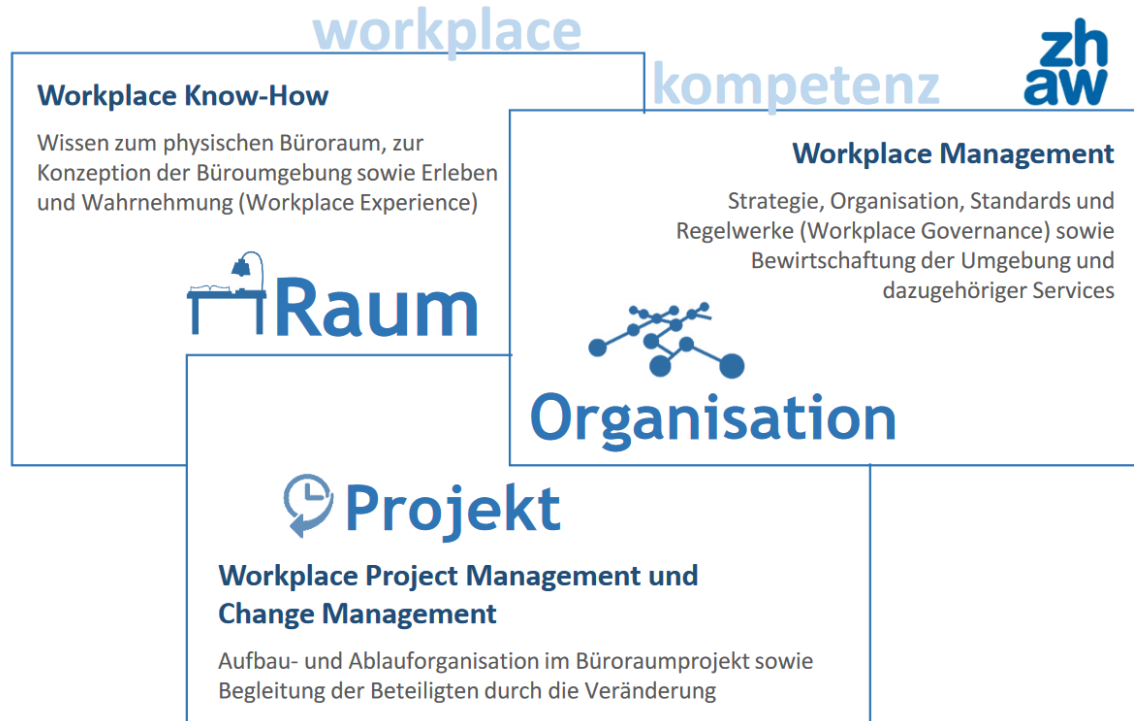 workplace
kompetenz
zh
aw
Workplace Know-How
Wissen zum physischen Büroraum, zur
Konzeption der Büroumgebung sowie Erleben
und Wahrnehmung (Workplace Experience)
Raum
Workplace Management
Strategie, Organisation, Standards und
Regelwerke (Workplace Governance) sowie
Bewirtschaftung der Umgebung und
dazugehöriger Services
Organisation
Projekt
Workplace Project Management und
Change Management
Aufbau- und Ablauforganisation im Büroraumprojekt sowie
Begleitung der Beteiligten durch die Veränderung